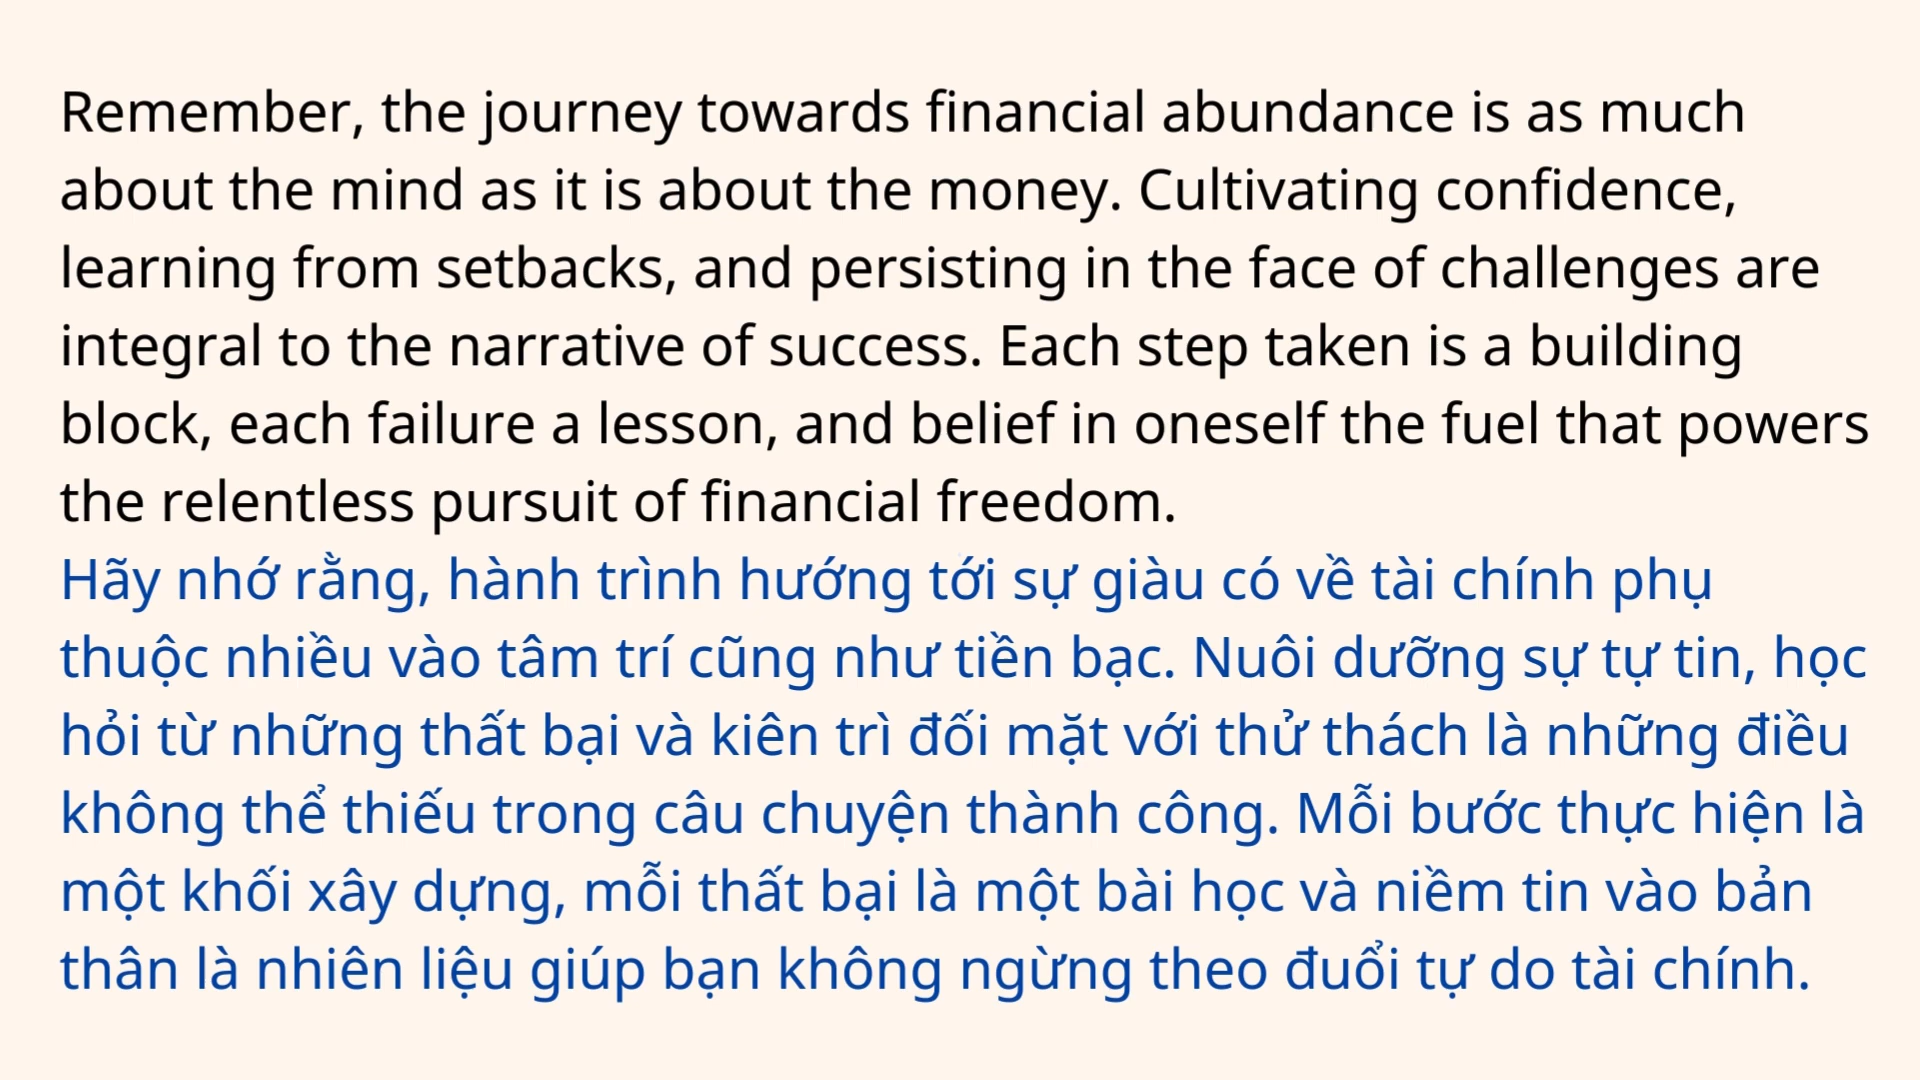 Remember, the journey towards financial abundance is as much
about the mind as it is about the money. Cultivating confidence,
learning from setbacks, and persisting in the face of challenges are
integral to the narrative of success. Each step taken is a building
block, each failure a lesson, and belief in oneself the fuel that powers
the relentless pursuit of financial freedom.
Hãy nhớ rằng, hành trình hướng tới sự giàu có về tài chính phụ
thuộc nhiều vào tâm trí cũng như tiền bạc. Nuôi dưỡng sự tự tin, học
hỏi từ những thất bại và kiên trì đối mặt với thử thách là những điều
không thể thiếu trong câu chuyện thành công. Mỗi bước thực hiện là
một khối xây dựng, mỗi thất bại là một bài học và niềm tin vào bản
thân là nhiên liệu giúp bạn không ngừng theo đuổi tự do tài chính.